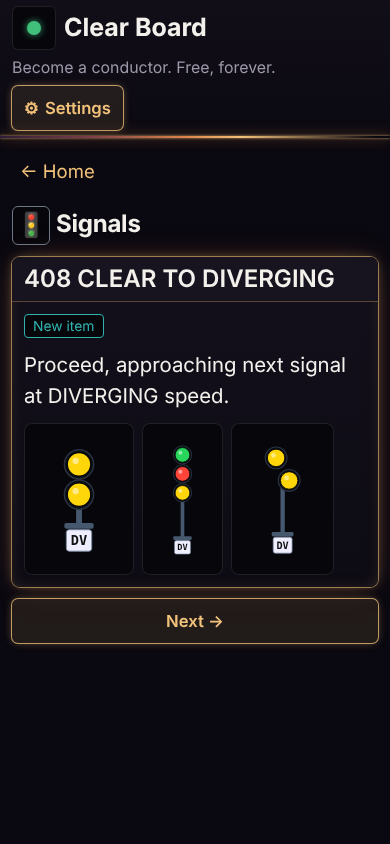 Clear Board
Become a conductor. Free, forever.
⚙ Settings
← Home
Signals
408 CLEAR TO DIVERGING
New item
Proceed, approaching next signal
at DIVERGING speed.
DV DV DV
Next →